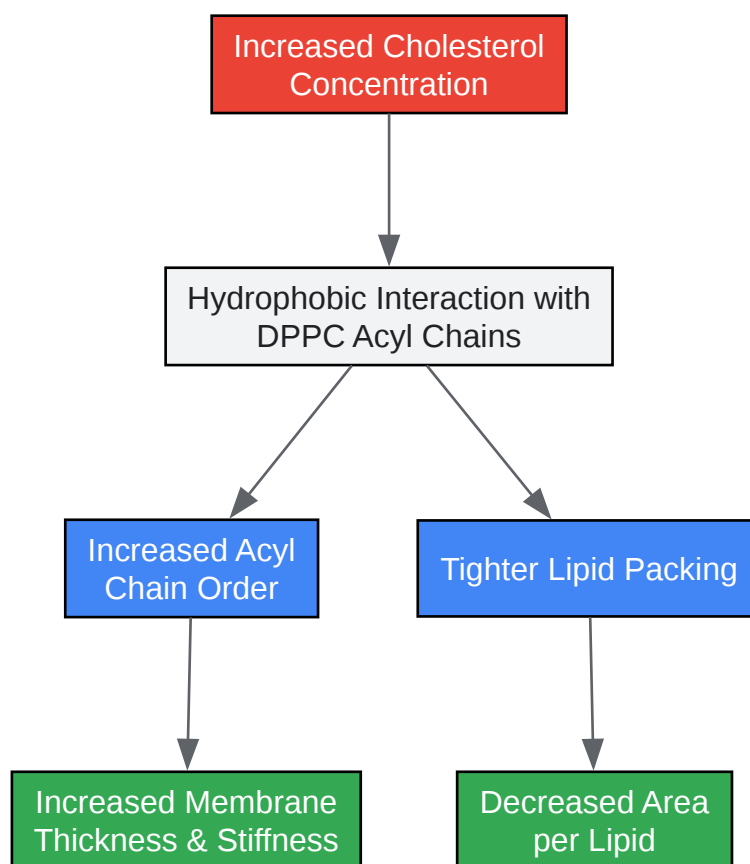 Increased Cholesterol
Concentration
Hydrophobic Interaction with
DPPC Acyl Chains
Increased Acyl
Chain Order
Tighter Lipid Packing
Increased Membrane
Thickness & Stiffness
Decreased Area
per Lipid